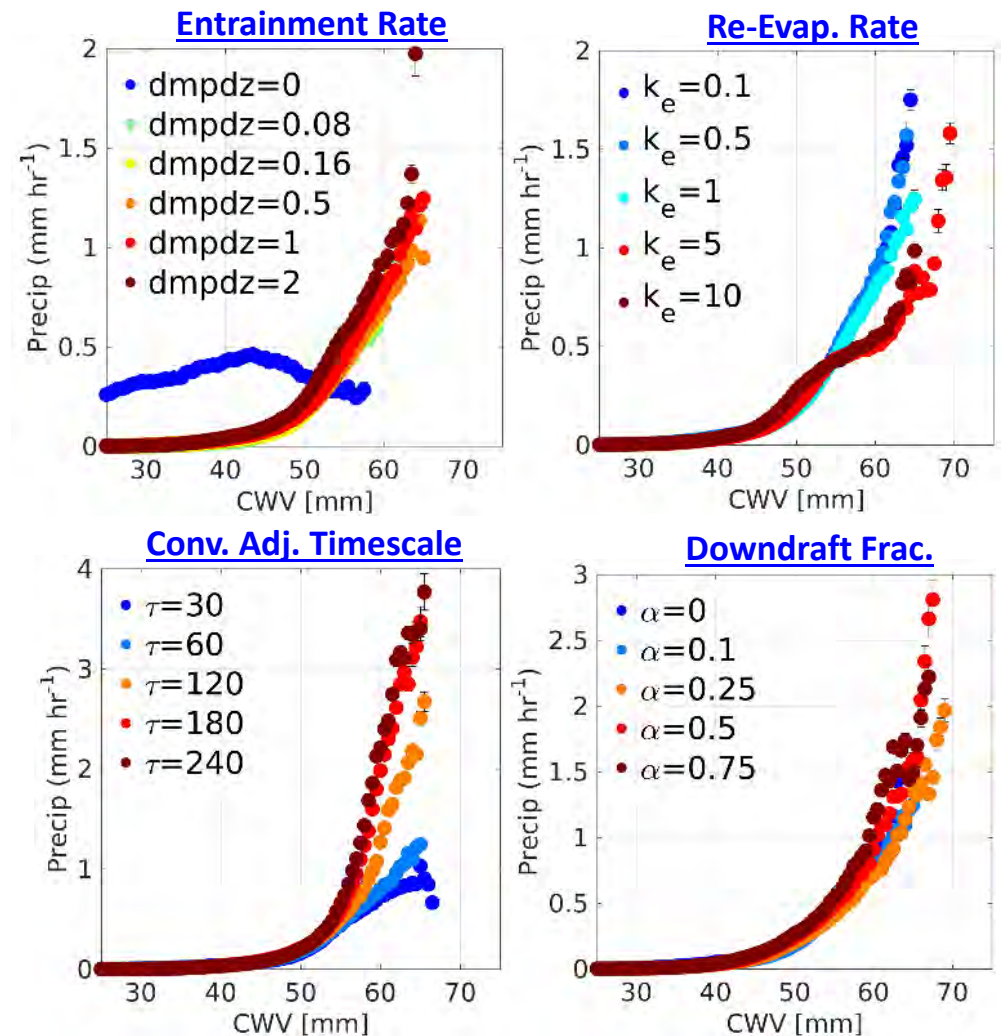 Entrainment Rate
2
1.5
1
0.5
0
Precip (mm hr⁻¹)
dmpdz=0
dmpdz=0.08
dmpdz=0.16
dmpdz=0.5
dmpdz=1
dmpdz=2
30 40 50 60 70
CWV [mm]
Re-Evap. Rate
2
1.5
1
0.5
0
Precip (mm hr⁻¹)
kₑ=0.1
kₑ=0.5
kₑ=1
kₑ=5
kₑ=10
30 40 50 60 70
CWV [mm]
Conv. Adj. Timescale
4
3
2
1
0
Precip (mm hr⁻¹)
τ=30
τ=60
τ=120
τ=180
τ=240
30 40 50 60 70
CWV [mm]
Downdraft Frac.
3
2.5
2
1.5
1
0.5
0
Precip (mm hr⁻¹)
α=0
α=0.1
α=0.25
α=0.5
α=0.75
30 40 50 60 70
CWV [mm]